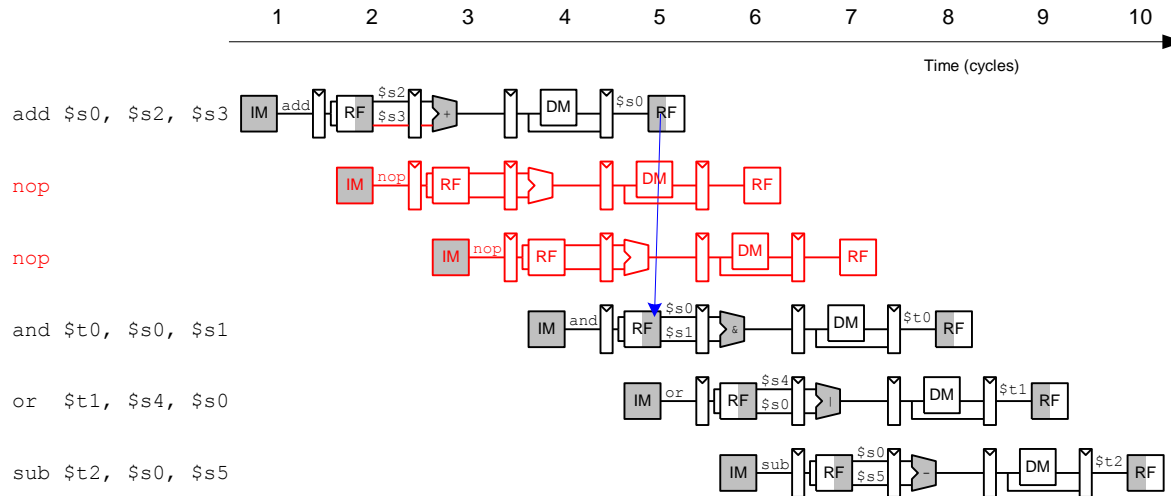 1 2 3 4 5 6 7 8 9 10
Time (cycles)
add $s0, $s2, $s3 IM add RF $s2 $s3 + DM $s0 RF
nop IM nop RF DM RF
nop IM nop RF DM RF
and $t0, $s0, $s1 IM and RF $s0 $s1 & DM $t0 RF
or $t1, $s4, $s0 IM or RF $s4 $s0 | DM $t1 RF
sub $t2, $s0, $s5 IM sub RF $s0 $s5 - DM $t2 RF